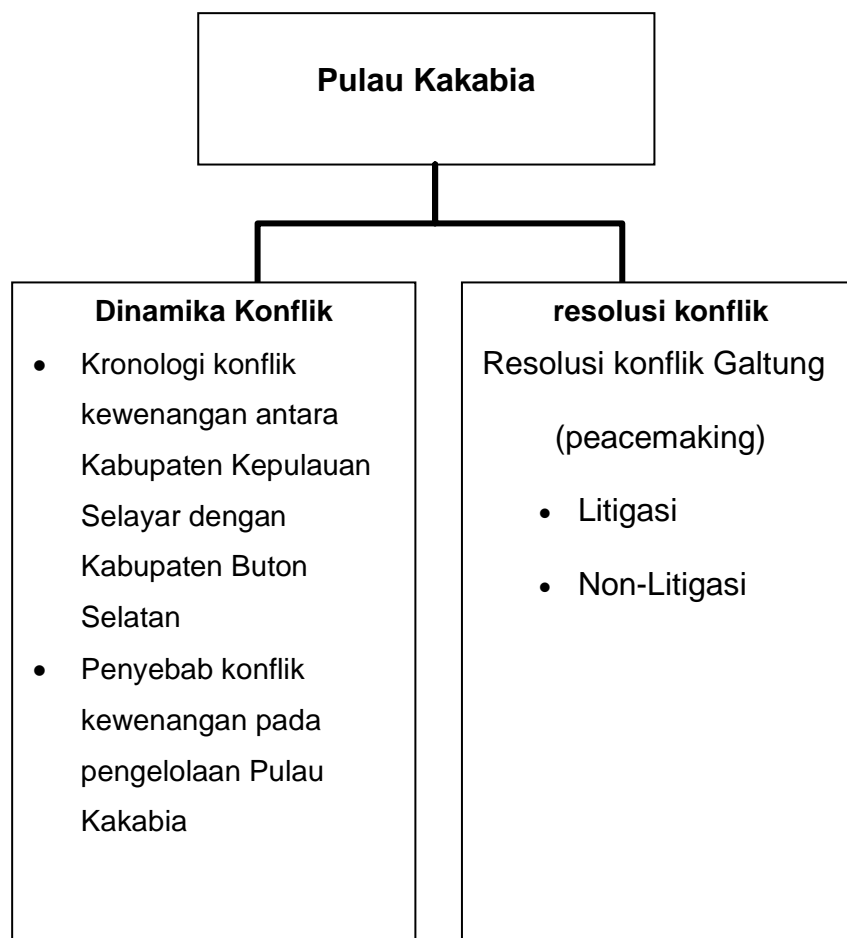 Pulau Kakabia
Dinamika Konflik
• Kronologi konflik
kewenangan antara
Kabupaten Kepulauan
Selayar dengan
Kabupaten Buton
Selatan
• Penyebab konflik
kewenangan pada
pengelolaan Pulau
Kakabia
resolusi konflik
Resolusi konflik Galtung
(peacemaking)
• Litigasi
• Non-Litigasi